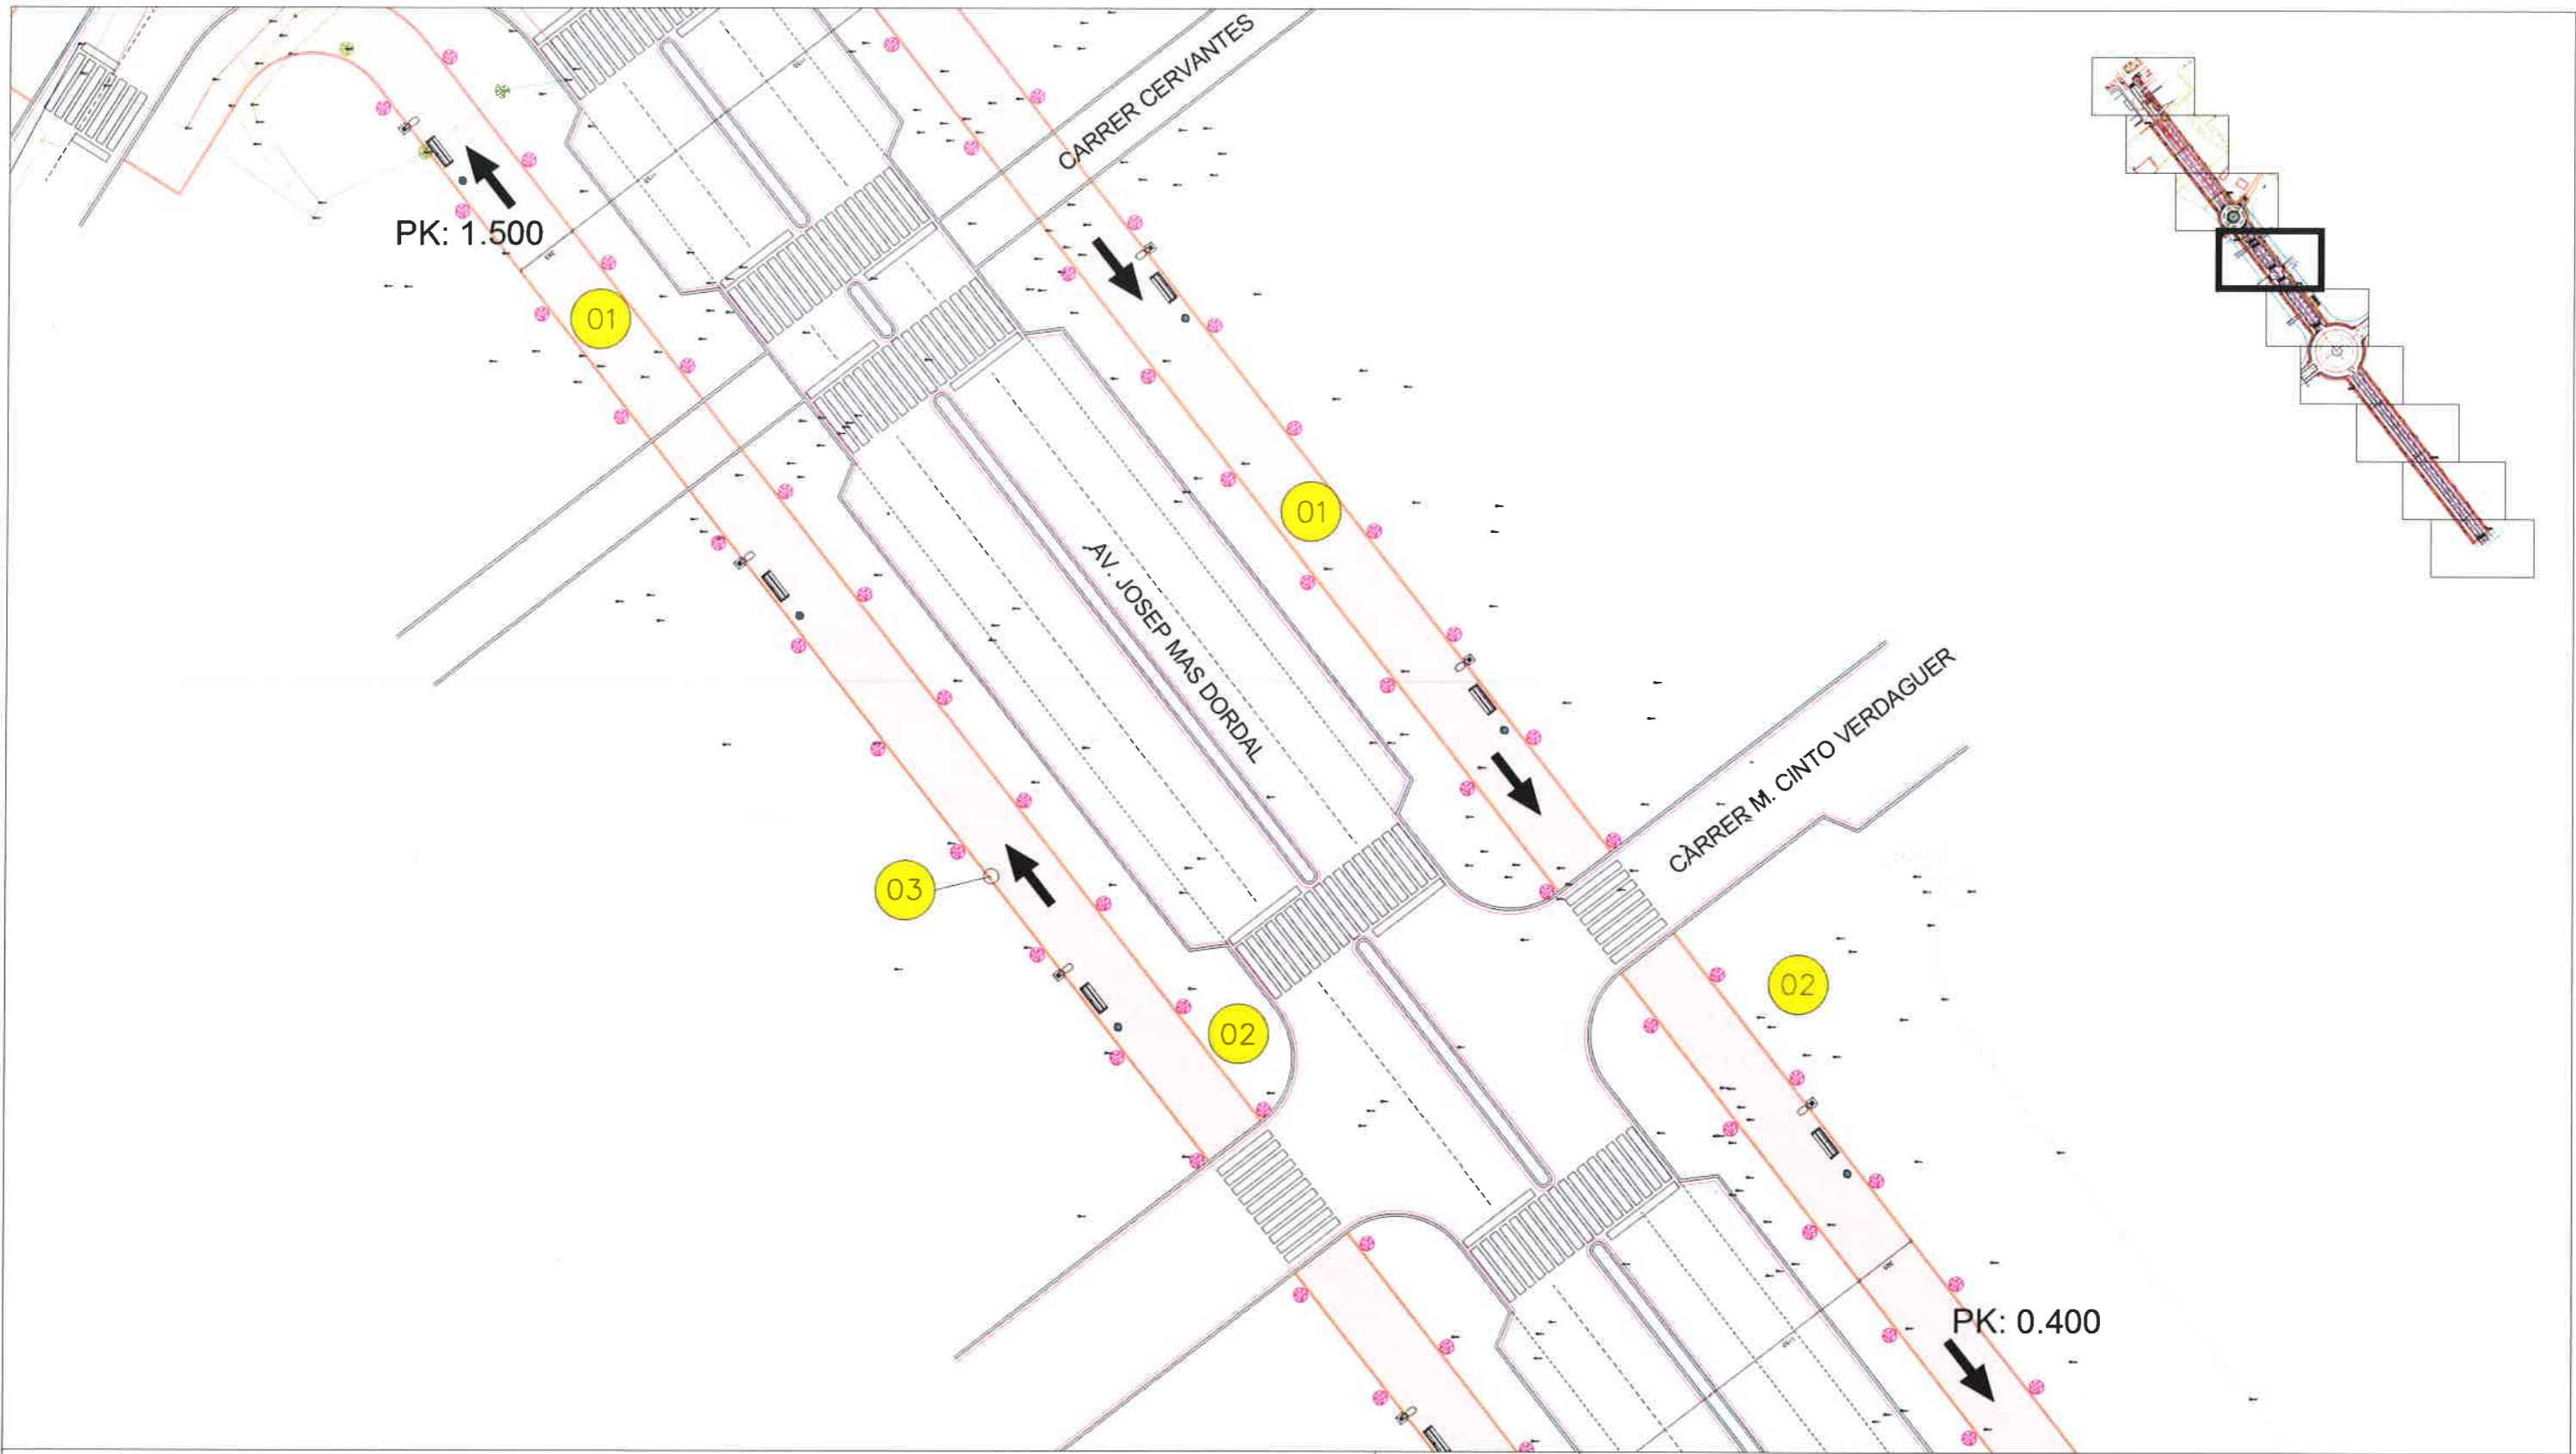 CARRER CERVANTES
PK: 1.500
01
01
AV. JOSEP MAS DORDAL
CARRER M. CINTO VERDAGUER
03
02
02
PK: 0.400